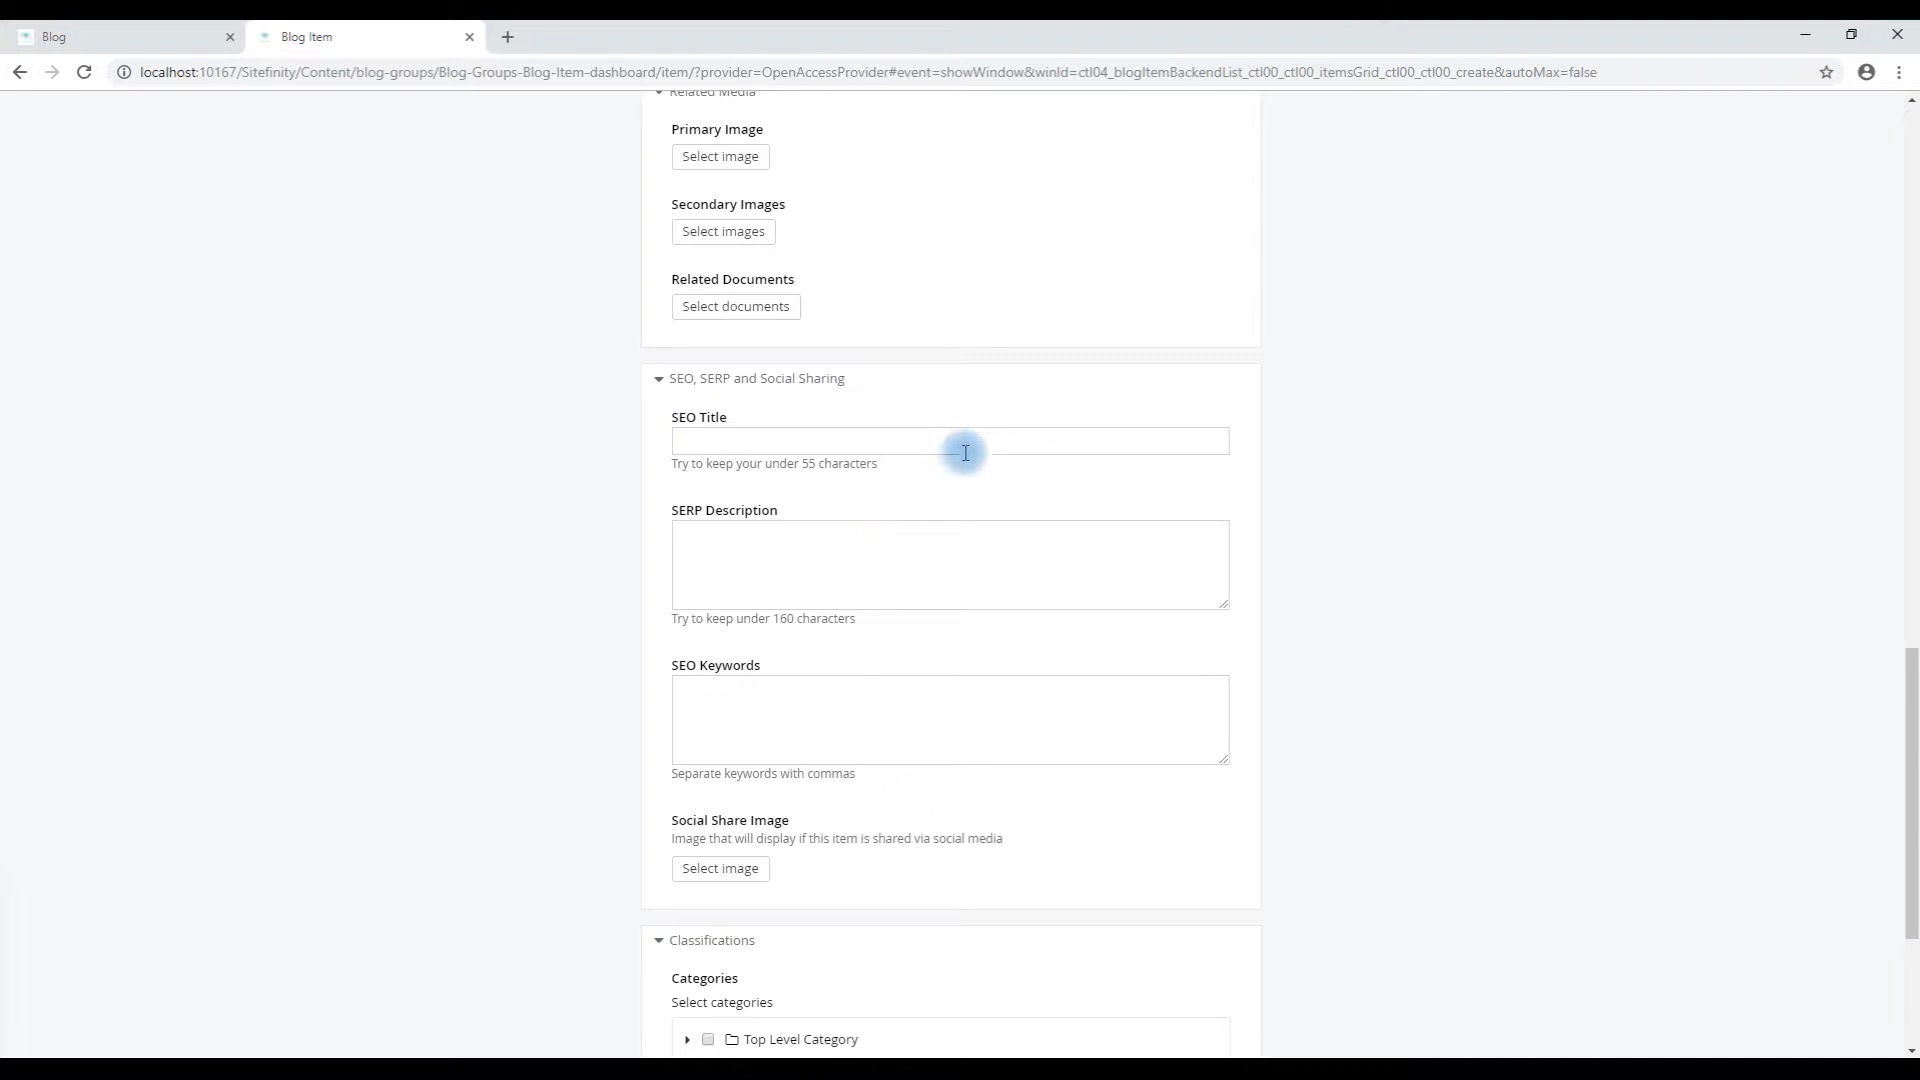 Blog
Blog Item
localhost:10167/Sitefinity/Content/blog-groups/Blog-Groups-Blog-Item-dashboard/item/?provider=OpenAccessProvider#event=showWindow&winId=ctl04_blogItemBackendList_ctl00_ctl00_itemsGrid_ctl00_ctl00_create&autoMax=false
Related Media
Primary Image
Select image
Secondary Images
Select images
Related Documents
Select documents
SEO, SERP and Social Sharing
SEO Title
Try to keep your under 55 characters
SERP Description
Try to keep under 160 characters
SEO Keywords
Separate keywords with commas
Social Share Image
Image that will display if this item is shared via social media
Select image
Classifications
Categories
Select categories
Top Level Category